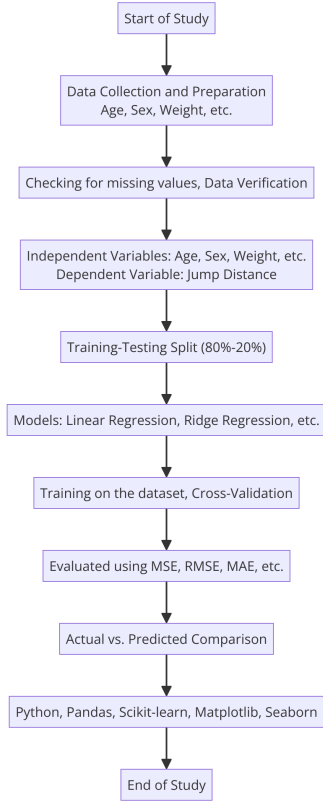 Start of Study
Data Collection and Preparation
Age, Sex, Weight, etc.
Checking for missing values, Data Verification
Independent Variables: Age, Sex, Weight, etc.
Dependent Variable: Jump Distance
Training-Testing Split (80%-20%)
Models: Linear Regression, Ridge Regression, etc.
Training on the dataset, Cross-Validation
Evaluated using MSE, RMSE, MAE, etc.
Actual vs. Predicted Comparison
Python, Pandas, Scikit-learn, Matplotlib, Seaborn
End of Study